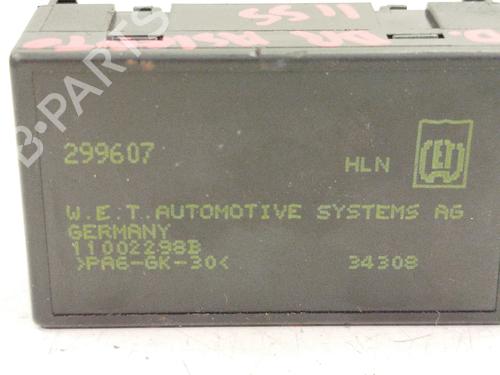 299607
HLN
W.E.T. AUTOMOTIVE SYSTEMS AG
GERMANY
11002298B
>PA6-GK-30<
34308
B-PARTS